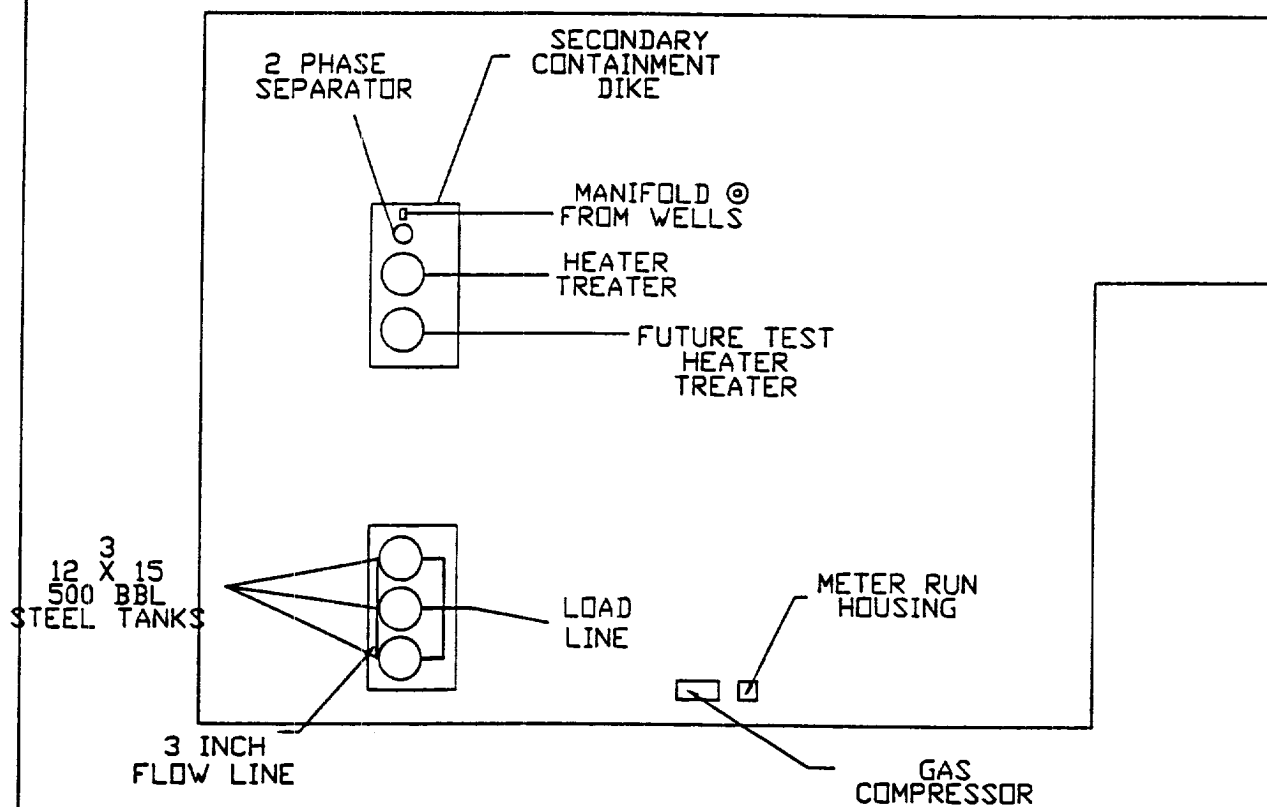 2 PHASE
SEPARATOR
SECONDARY
CONTAINMENT
DIKE
MANIFOLD @
FROM WELLS
HEATER
TREATER
FUTURE TEST
HEATER
TREATER
3
12 X 15
500 BBL
STEEL TANKS
LOAD
LINE
METER RUN
HOUSING
3 INCH
FLOW LINE
GAS
COMPRESSOR